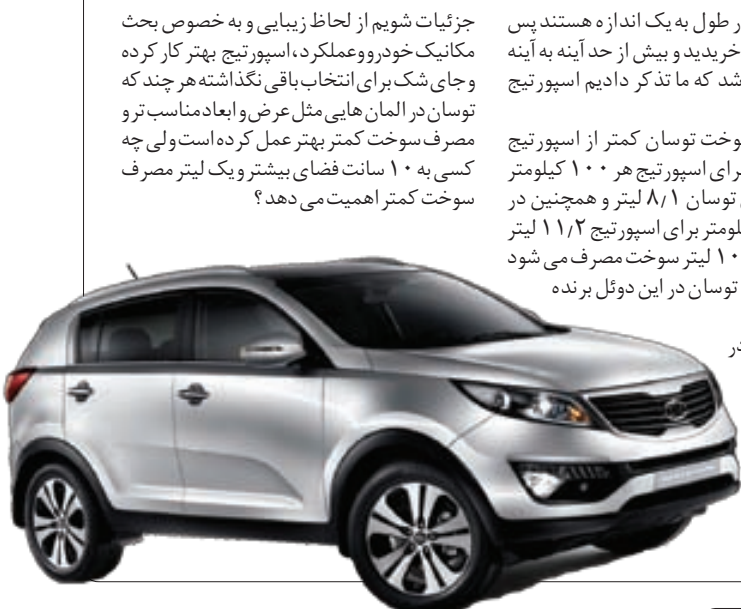 ر طول به یک اندازه هستند پس
خریدید و بیش از حد آینه به آینه
شد که ما تذکر دادیم اسپورتیج
وخت توسان کمتر از اسپورتیج
رای اسپورتیج هر ۱۰۰ کیلومتر
توسان ۸٫۱ لیتر و همچنین در
یلومتر برای اسپورتیج ۱۱٫۲ لیتر
۱۰ لیتر سوخت مصرف می شود
توسان در این دوئل برنده
در
جزئیات شویم از لحاظ زیبایی و به خصوص بحث
مکانیک خودرو وعملکرد، اسپورتیج بهتر کار کرده
و جای شک برای انتخاب باقی نگذاشته هر چند که
توسان در المان هایی مثل عرض و ابعاد مناسب تر و
مصرف سوخت کمتر بهتر عمل کرده است ولی چه
کسی به ۱۰ سانت فضای بیشتر و یک لیتر مصرف
سوخت کمتر اهمیت می دهد؟